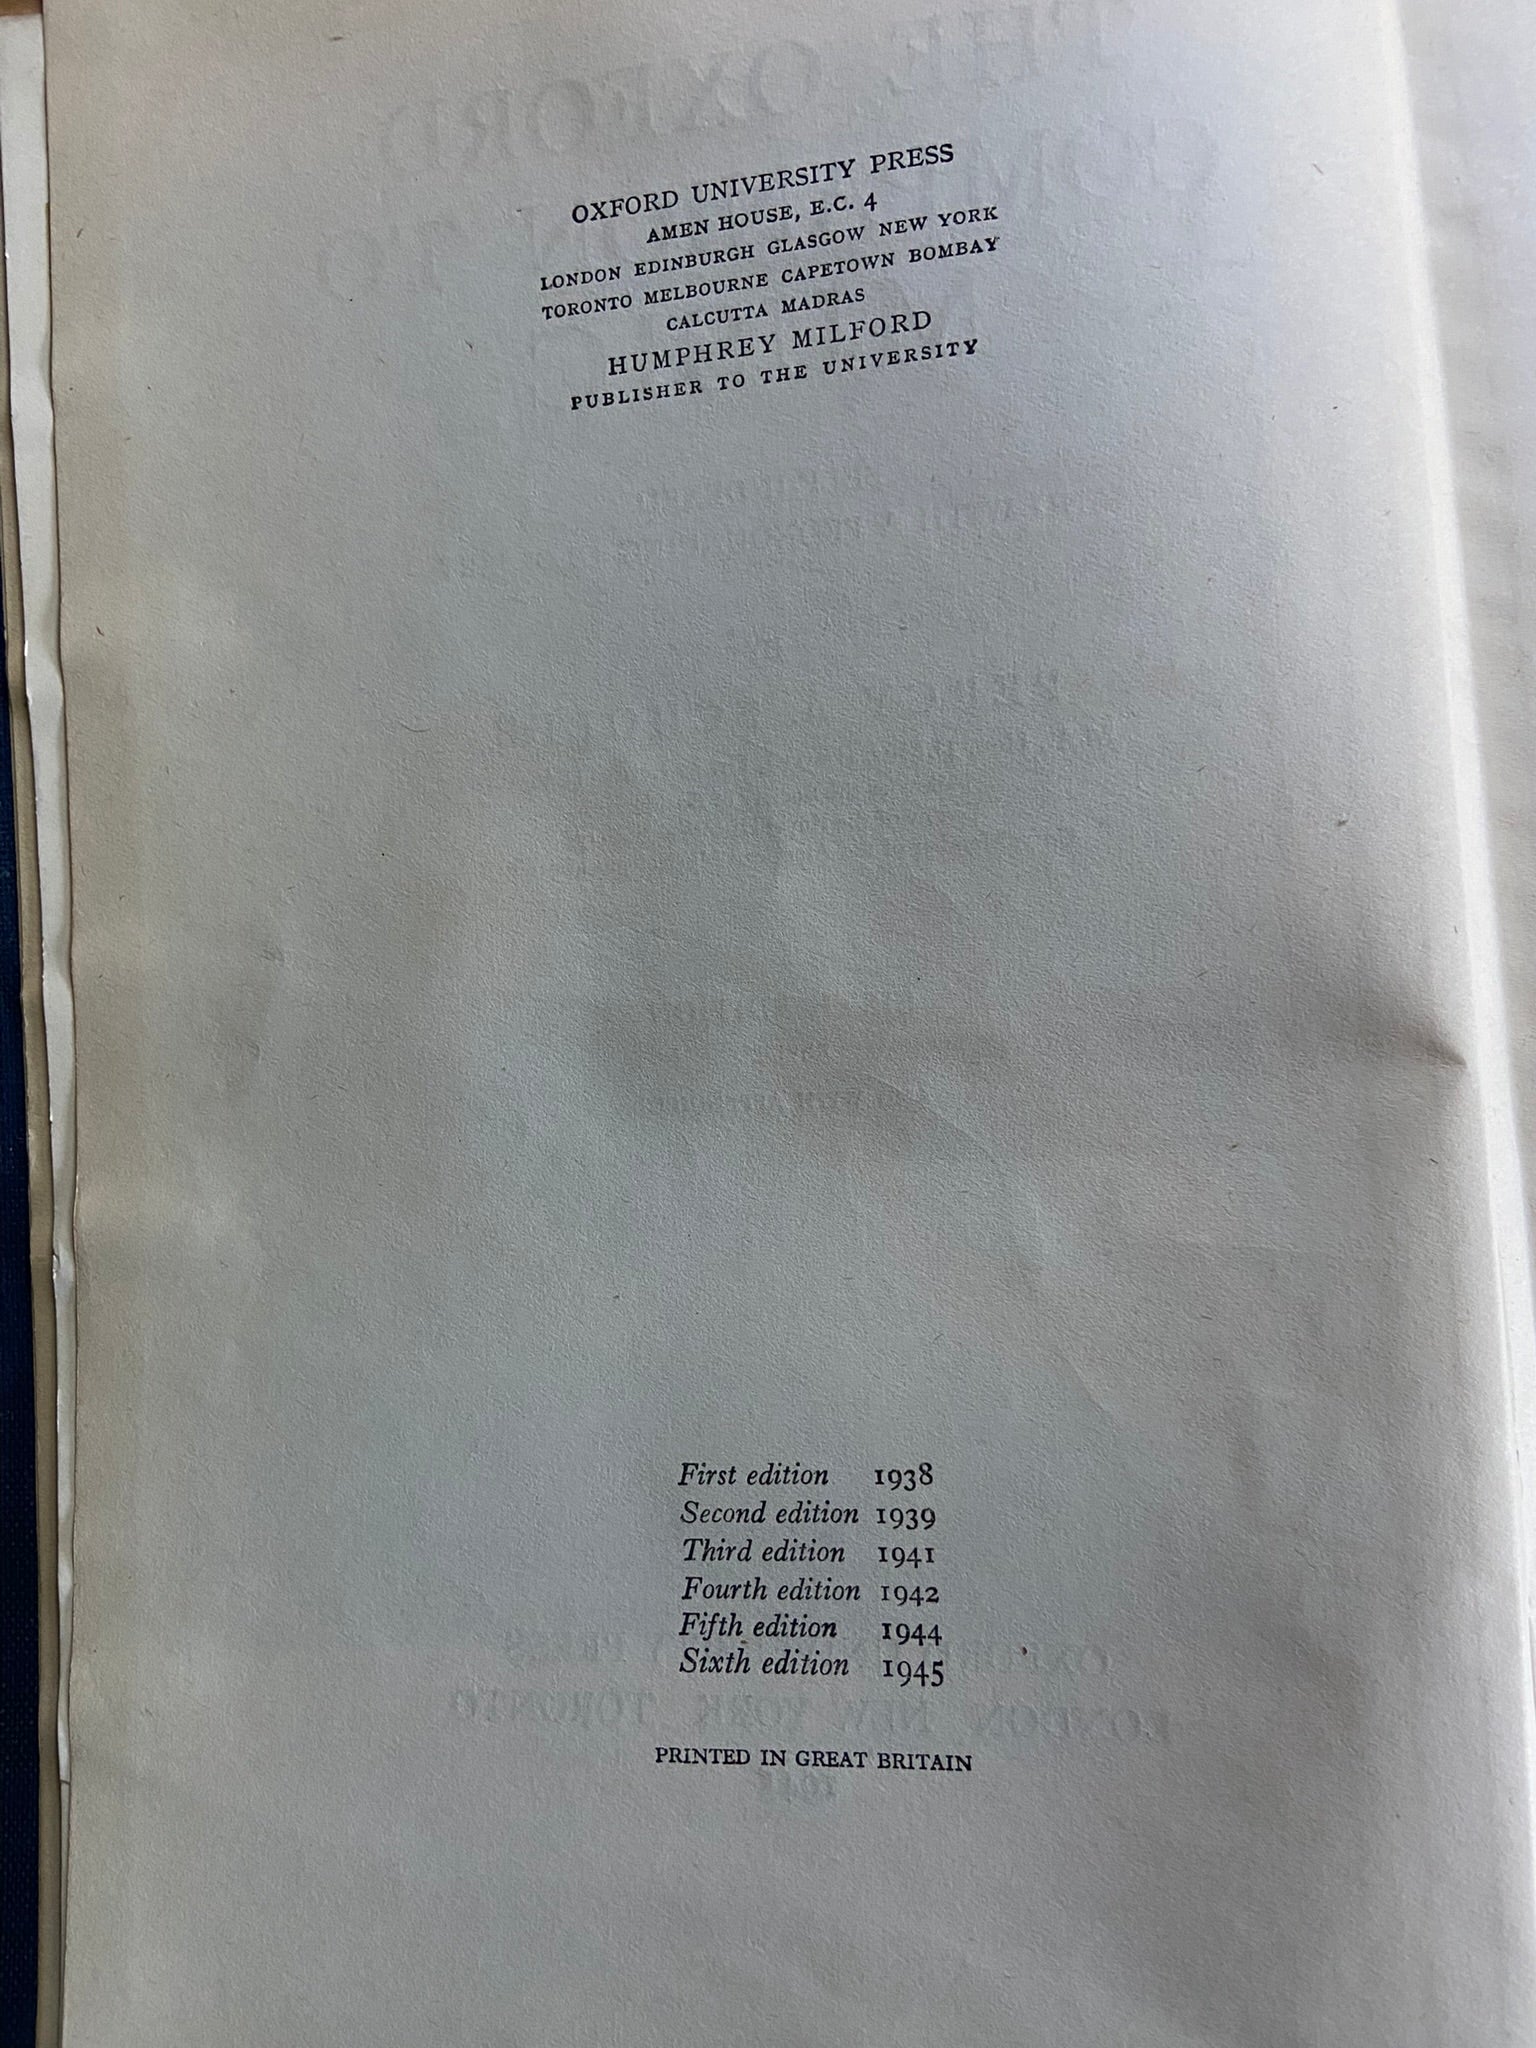 OXFORD UNIVERSITY PRESS
AMEN HOUSE, E.C. 4
LONDON EDINBURGH GLASGOW NEW YORK
TORONTO MELBOURNE CAPETOWN BOMBAY
CALCUTTA MADRAS
HUMPHREY MILFORD
PUBLISHER TO THE UNIVERSITY
First edition 1938
Second edition 1939
Third edition 1941
Fourth edition 1942
Fifth edition 1944
Sixth edition 1945
PRINTED IN GREAT BRITAIN